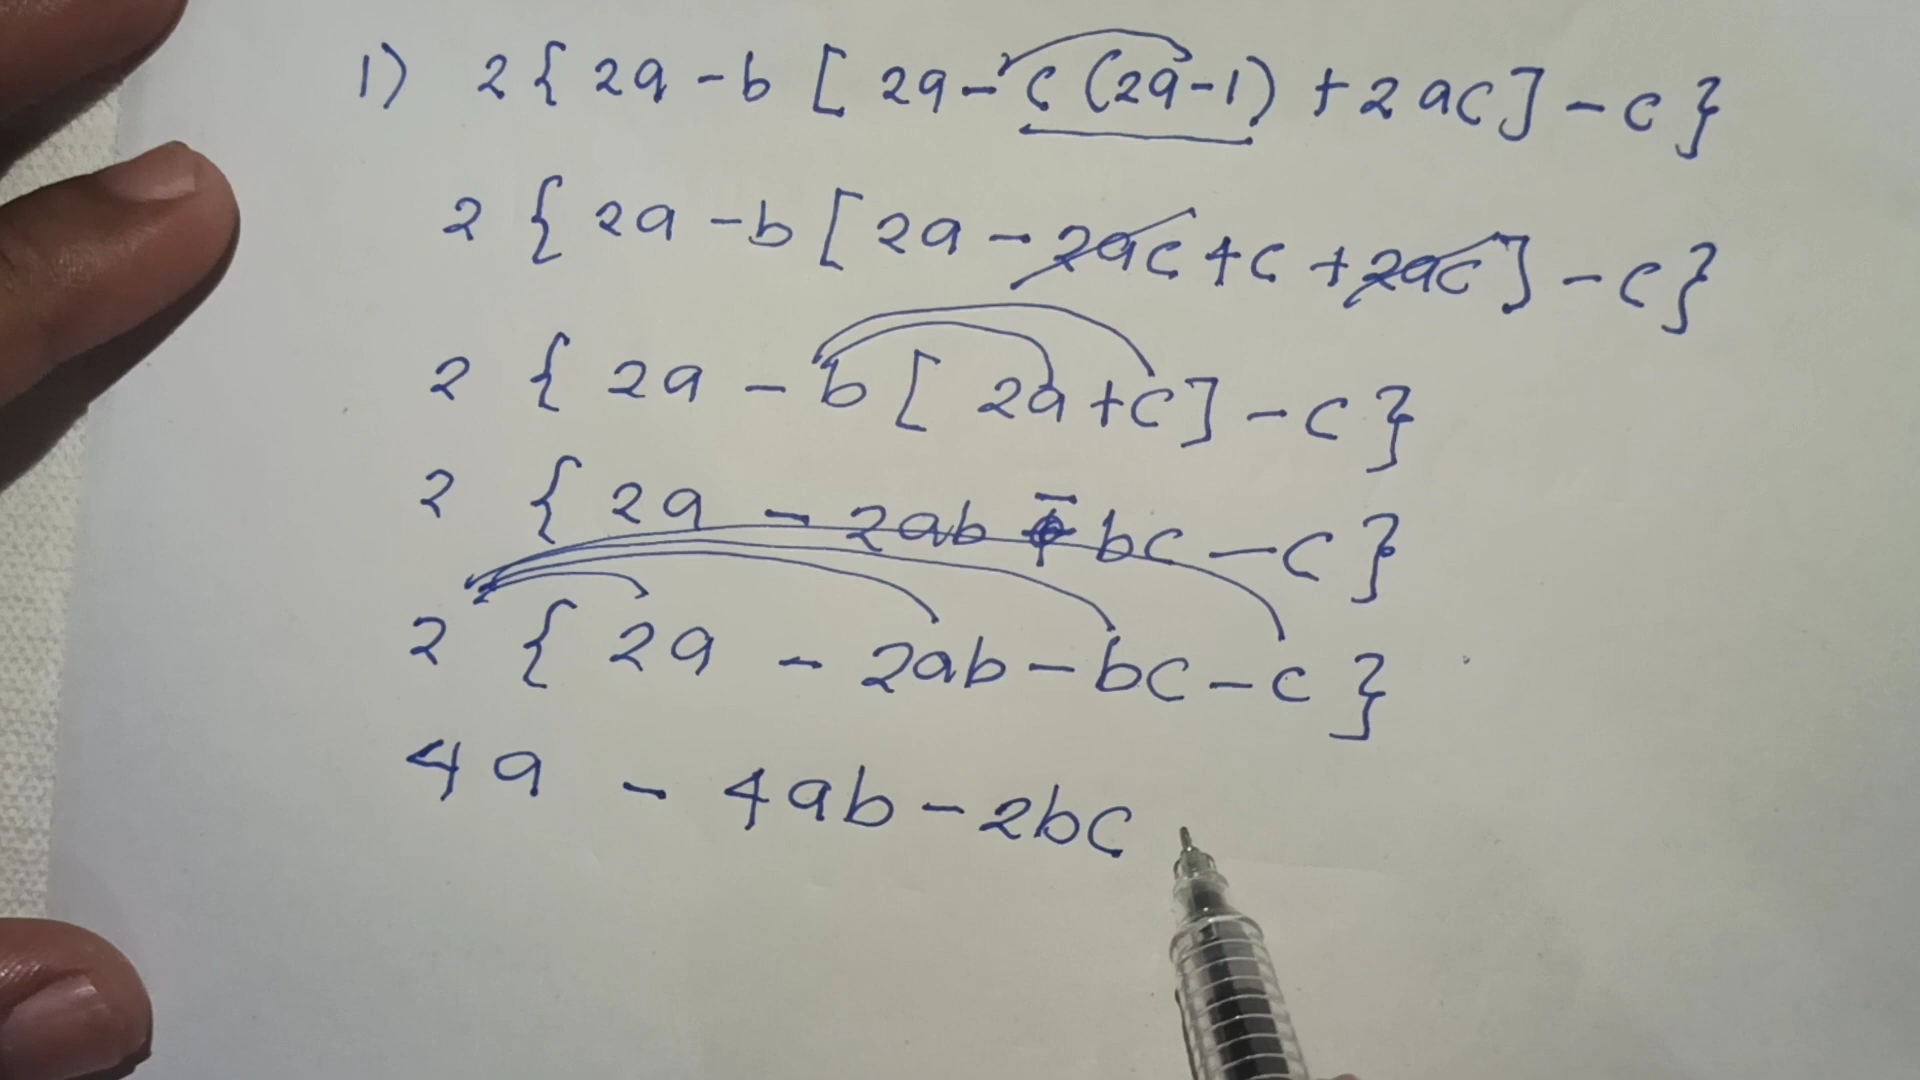 1) 2 { 2a - b [ 2a - c (2a-1) + 2ac] - c }
2 { 2a - b [ 2a - 2ac + c + 2ac ] - c }
2 { 2a - b [ 2a + c ] - c }
2 { 2a - 2ab - bc - c }
2 { 2a - 2ab - bc - c }
4a - 4ab - 2bc